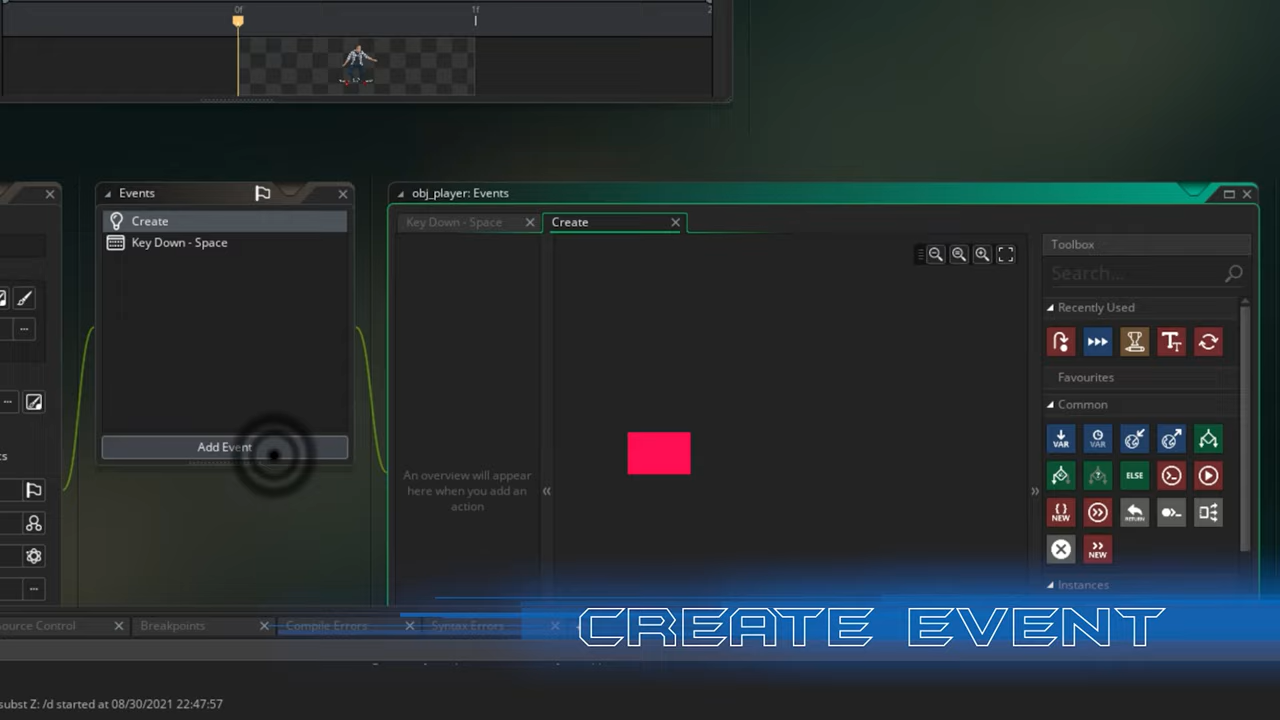 0f
1f
2
Events
Create
Key Down - Space
Add Event
obj_player: Events
Key Down - Space
Create
An overview will appear
here when you add an
action
Toolbox
Search...
Recently Used
Favourites
Common
VAR
VAR
ELSE
NEW
RETURN
NEW
Instances
Source Control
Breakpoints
Compile Errors
Syntax Errors
CREATE EVENT
subst Z: /d started at 08/30/2021 22:47:57